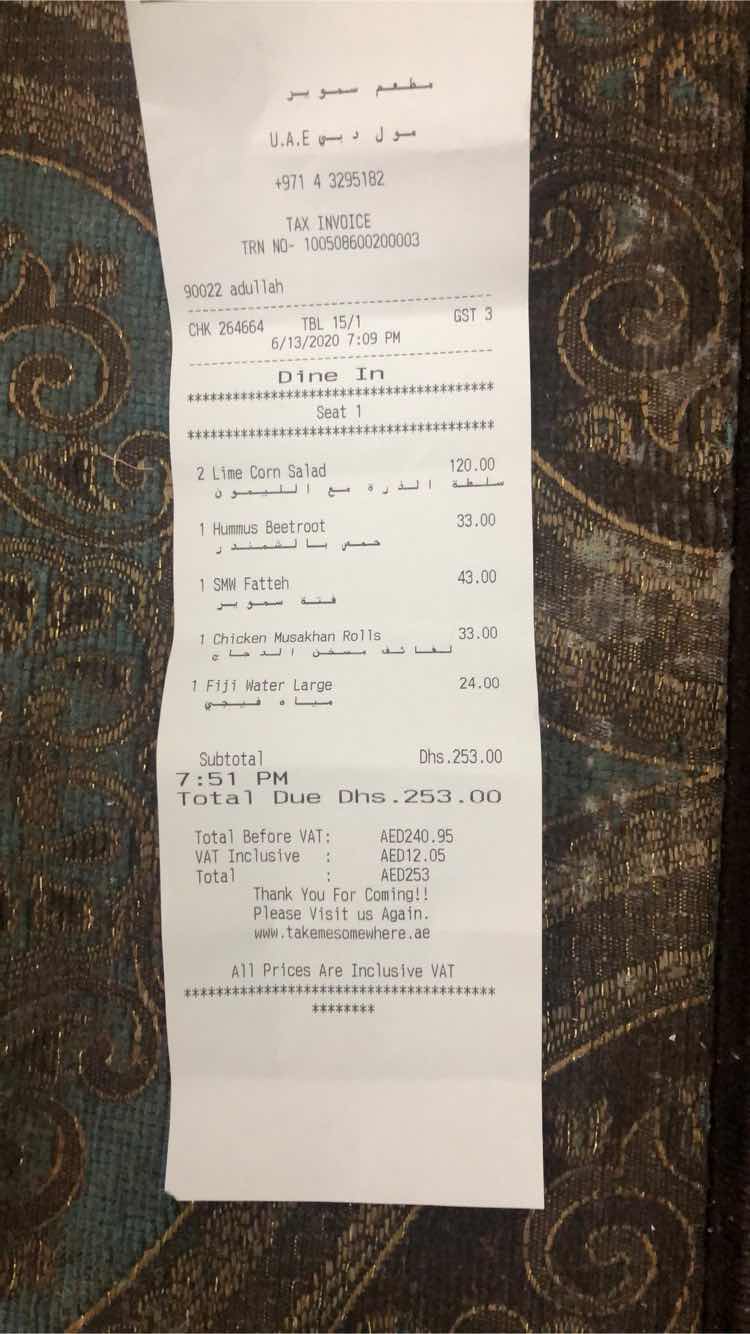 مطعم سموير
مول دبي U.A.E
+971 4 3295182
TAX INVOICE
TRN NO- 100508600200003
90022 adullah
CHK 264664 TBL 15/1 GST 3
6/13/2020 7:09 PM
Dine In
****************************************
Seat 1
****************************************
2 Lime Corn Salad 120.00
سلطة الذرة مع الليمون
1 Hummus Beetroot 33.00
حمص بالشمندر
1 SMW Fatteh 43.00
فتة سموير
1 Chicken Musakhan Rolls 33.00
لفائف مسخن الدجاج
1 Fiji Water Large 24.00
مياه فيجي
Subtotal Dhs.253.00
7:51 PM
Total Due Dhs.253.00
Total Before VAT: AED240.95
VAT Inclusive : AED12.05
Total : AED253
Thank You For Coming!!
Please Visit us Again.
www.takemesomewhere.ae
All Prices Are Inclusive VAT
****************************************
********